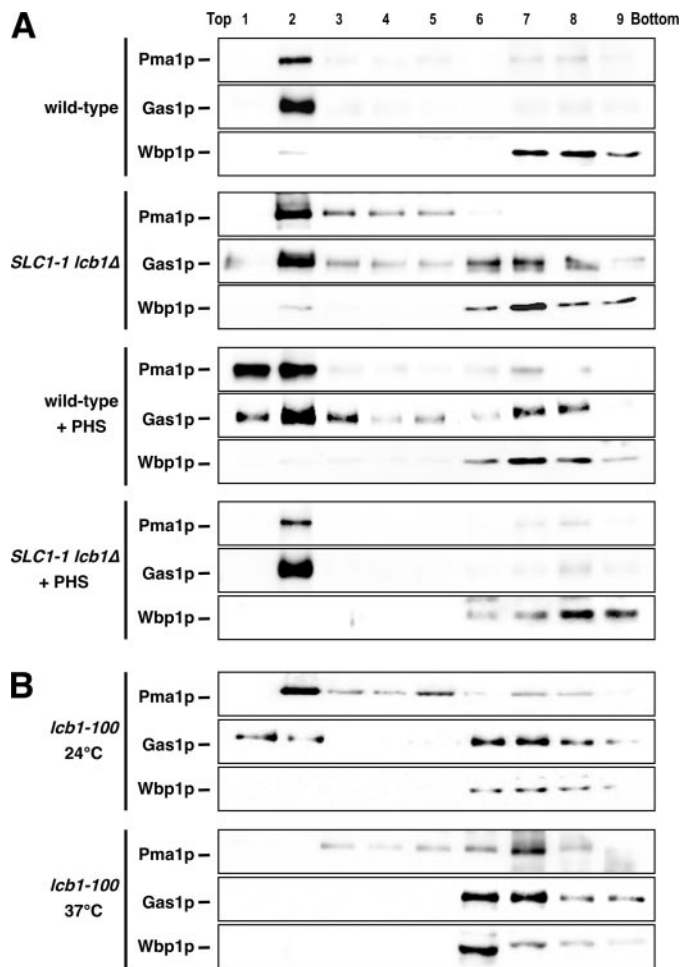 A
Top 1 2 3 4 5 6 7 8 9 Bottom
wild-type
Pma1p –
Gas1p –
Wbp1p –
SLC1-1 lcb1Δ
Pma1p –
Gas1p –
Wbp1p –
wild-type
+ PHS
Pma1p –
Gas1p –
Wbp1p –
SLC1-1 lcb1Δ
+ PHS
Pma1p –
Gas1p –
Wbp1p –
B
lcb1-100
24°C
Pma1p –
Gas1p –
Wbp1p –
lcb1-100
37°C
Pma1p –
Gas1p –
Wbp1p –